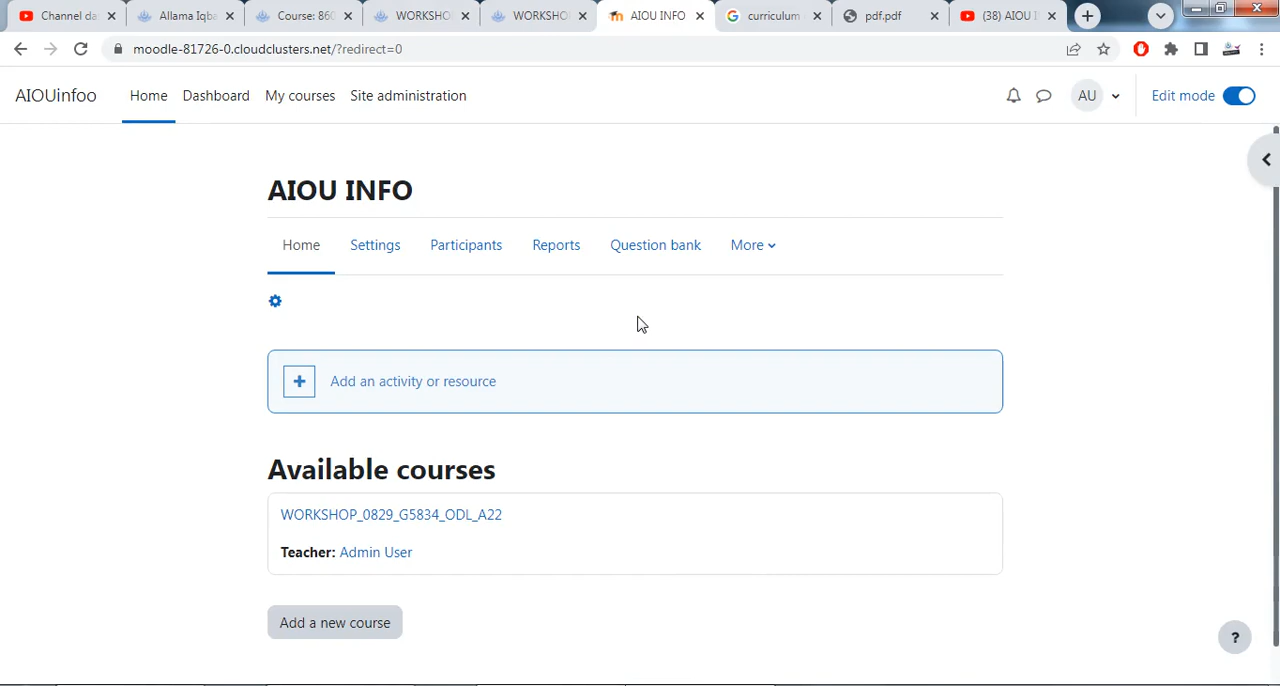 Channel da
Allama Iqba
Course: 860
WORKSHO
WORKSHO
AIOU INFO
curriculum
pdf.pdf
(38) AIOU I
moodle-81726-0.cloudclusters.net/?redirect=0
AIOUinfoo
Home
Dashboard
My courses
Site administration
AU
Edit mode
AIOU INFO
Home
Settings
Participants
Reports
Question bank
More
Add an activity or resource
Available courses
WORKSHOP_0829_G5834_ODL_A22
Teacher: Admin User
Add a new course
?